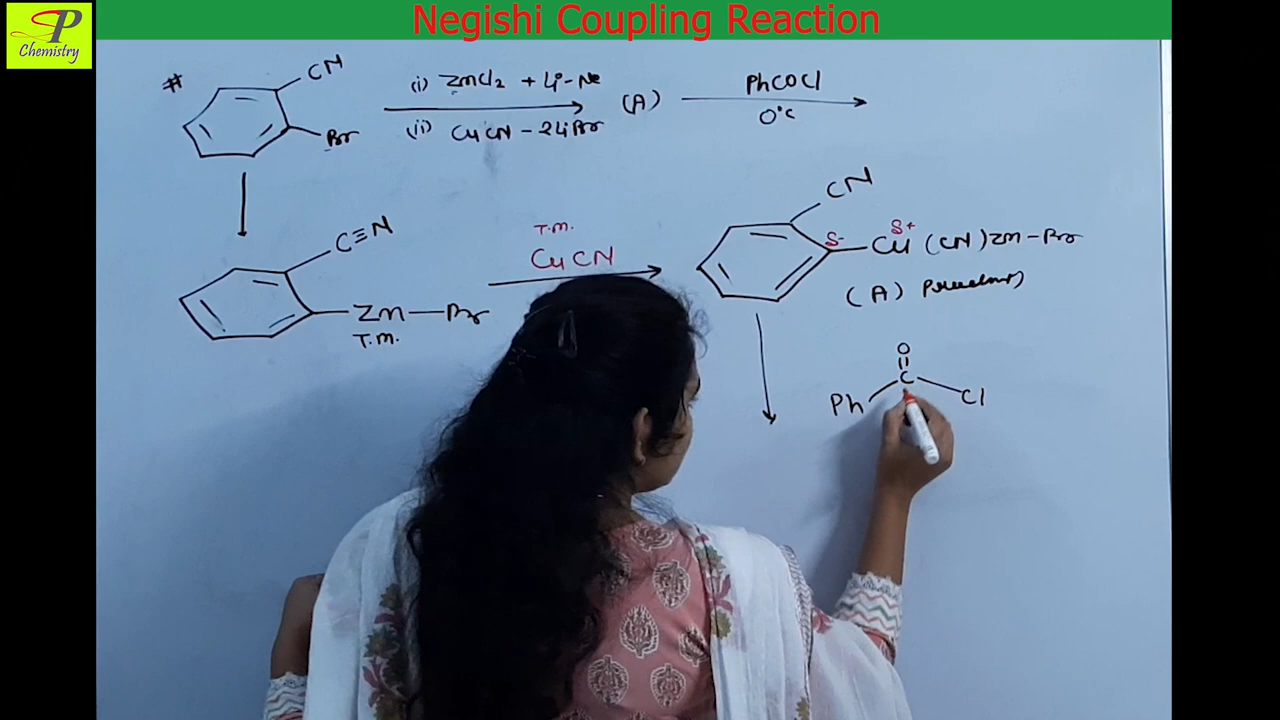 SP
Chemistry
Negishi Coupling Reaction
# CN
Br
(i) ZnCl2 + Li-Ne
(ii) CuCN - 2LiBr
(A)
PhCOCl
0°C
C≡N
Zn—Br
T.M.
T.M.
CuCN
CN
δ- δ+
Cu(CN)Zn-Br
(A)
O
Ph C Cl